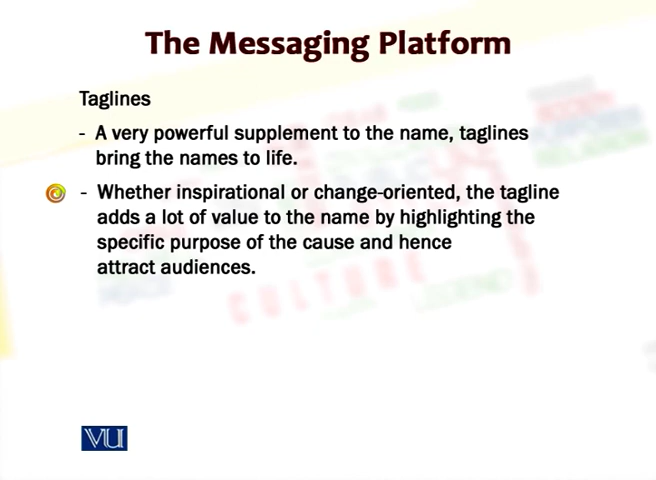 The Messaging Platform
Taglines
- A very powerful supplement to the name, taglines
bring the names to life.
- Whether inspirational or change-oriented, the tagline
adds a lot of value to the name by highlighting the
specific purpose of the cause and hence
attract audiences.
CULTURE
VU